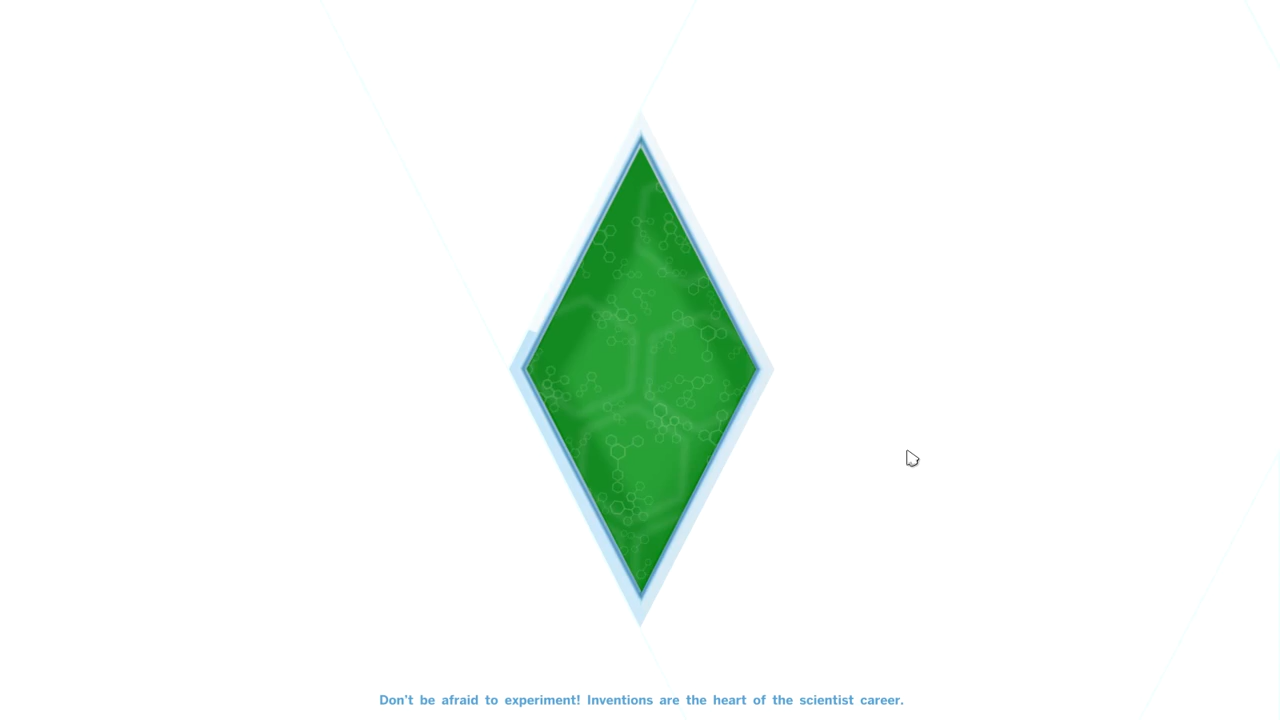 Don't be afraid to experiment! Inventions are the heart of the scientist career.